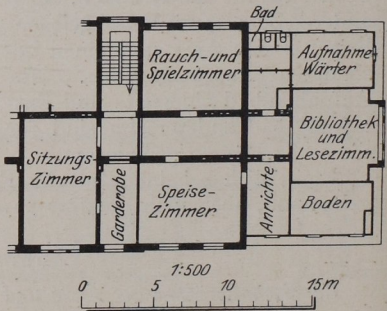 Bad
Rauch-und
Spielzimmer
Aufnahme-
Wärter
Bibliothek
und
Lesezimm.
Sitzungs-
Zimmer
Garderobe
Speise-
Zimmer
Anrichte
Boden
1:500
0 5 10 15m